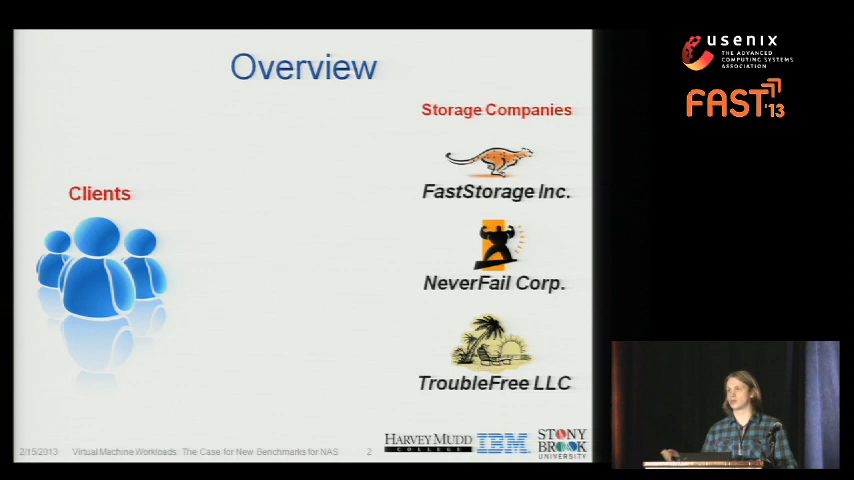 Overview
Storage Companies
FastStorage Inc.
Clients
NeverFail Corp.
TroubleFree LLC
2/15/2013 Virtual Machine Workloads: The Case for New Benchmarks for NAS 2
HARVEY MUDD
COLLEGE
IBM
STONY
BROOK
UNIVERSITY
usenix
THE ADVANCED
COMPUTING SYSTEMS
ASSOCIATION
FAST '13